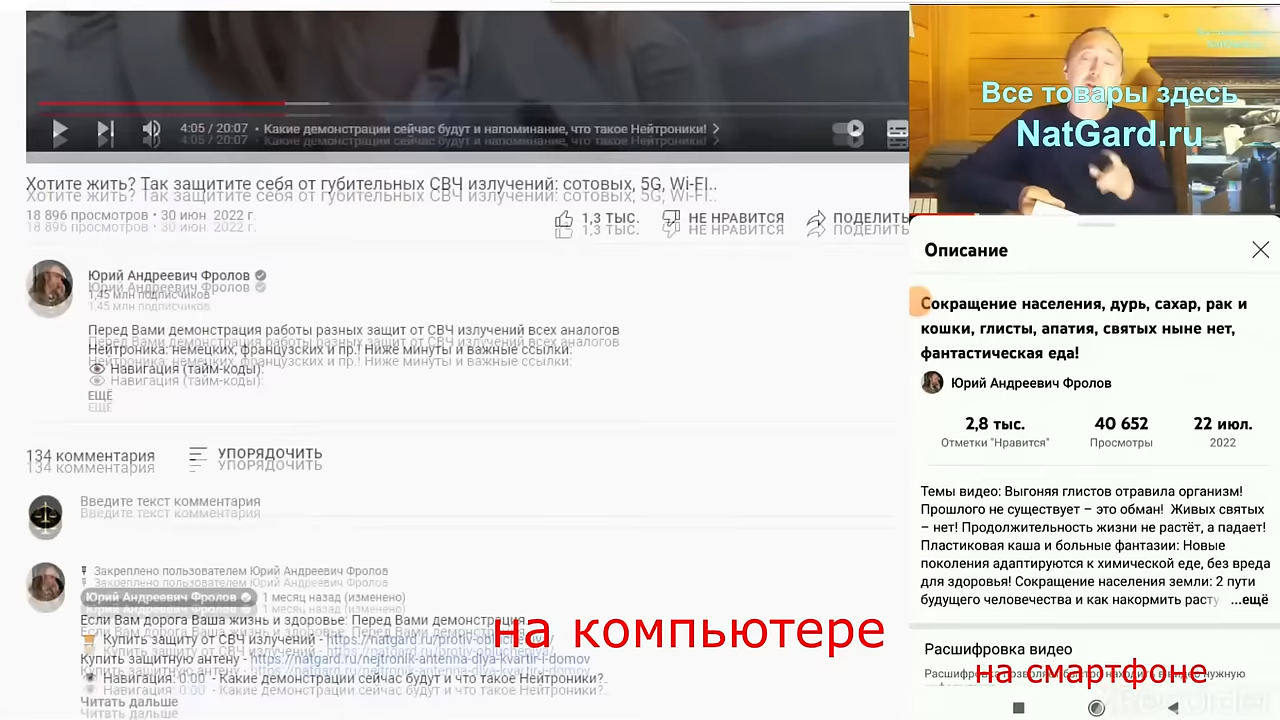 4:05 / 20:07 • Какие демонстрации сейчас будут и напоминание, что такое Нейтроники!
Хотите жить? Так защитите себя от губительных СВЧ излучений: сотовых, 5G, Wi-FI..
18 896 просмотров • 30 июн. 2022 г.
1,3 ТЫС.
НЕ НРАВИТСЯ
ПОДЕЛИТЬ
Юрий Андреевич Фролов
1,45 млн подписчиков
Перед Вами демонстрация работы разных защит от СВЧ излучений всех аналогов
Нейтроника: немецких, французских и пр.! Ниже минуты и важные ссылки:
Навигация (тайм-коды):
ЕЩЁ
134 комментария
УПОРЯДОЧИТЬ
Введите текст комментария
Закреплено пользователем Юрий Андреевич Фролов
Юрий Андреевич Фролов 1 месяц назад (изменено)
Если Вам дорога Ваша жизнь и здоровье: Перед Вами демонстрация
Купить защиту от СВЧ излучений - https://natgard.ru/protiv-oblucheniya/
Купить защитную антену - https://natgard.ru/nejtronik-antenna-dlya-kvartir-i-domov
Навигация: 0:00 - Какие демонстрации сейчас будут и что такое Нейтроники?
Читать дальше
на компьютере
Все товары здесь
NatGard.ru
Описание
Сокращение населения, дурь, сахар, рак и
кошки, глисты, апатия, святых ныне нет,
фантастическая еда!
Юрий Андреевич Фролов
2,8 тыс.
Отметки "Нравится"
40 652
Просмотры
22 июл.
2022
Темы видео: Выгоняя глистов отравила организм!
Прошлого не существует – это обман! Живых святых
– нет! Продолжительность жизни не растёт, а падает!
Пластиковая каша и больные фантазии: Новые
поколения адаптируются к химической еде, без вреда
для здоровья! Сокращение населения земли: 2 пути
будущего человечества и как накормить расту ...ещё
Расшифровка видео
Расшифровка позволяет быстро находить в видео нужную
на смартфоне